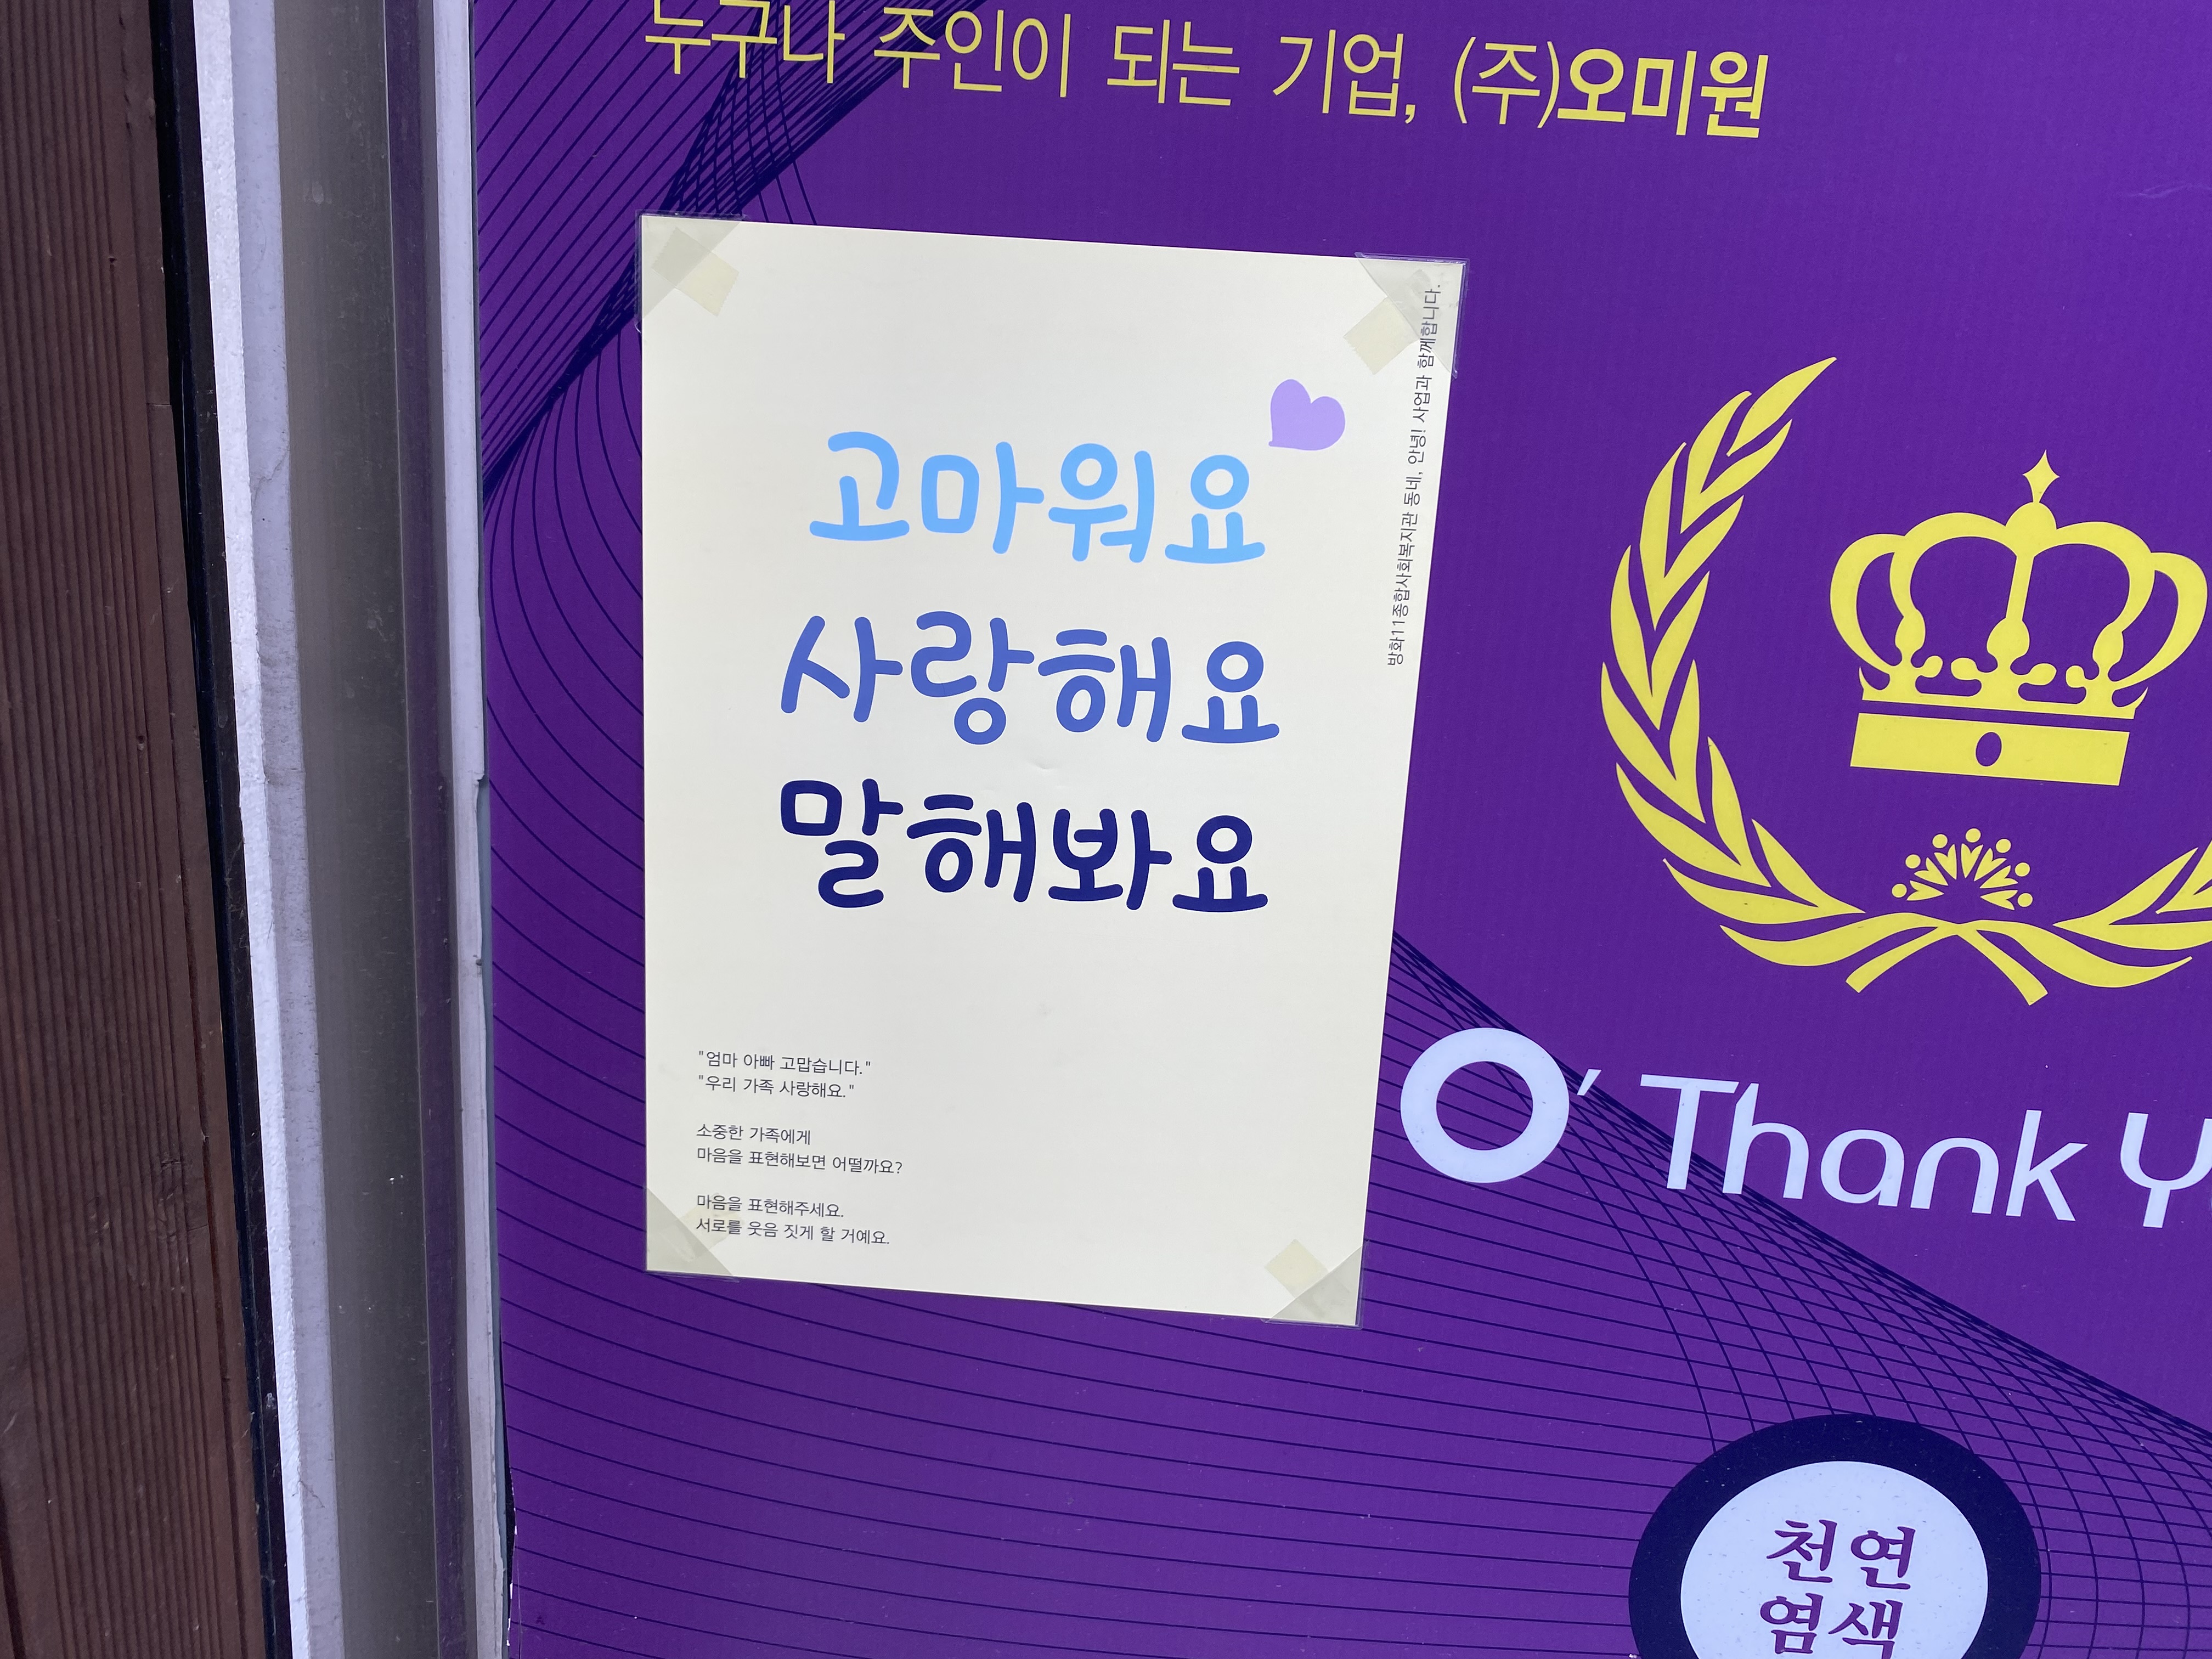 누구나 주인이 되는 기업, (주)오미원
고마워요
사랑해요
말해봐요
방화11종합사회복지관 동네, 안녕! 사업과 함께합니다.
"엄마 아빠 고맙습니다."
"우리 가족 사랑해요."
소중한 가족에게
마음을 표현해보면 어떨까요?
마음을 표현해주세요.
서로를 웃음 짓게 할 거예요.
O' Thank Y
천연
염색